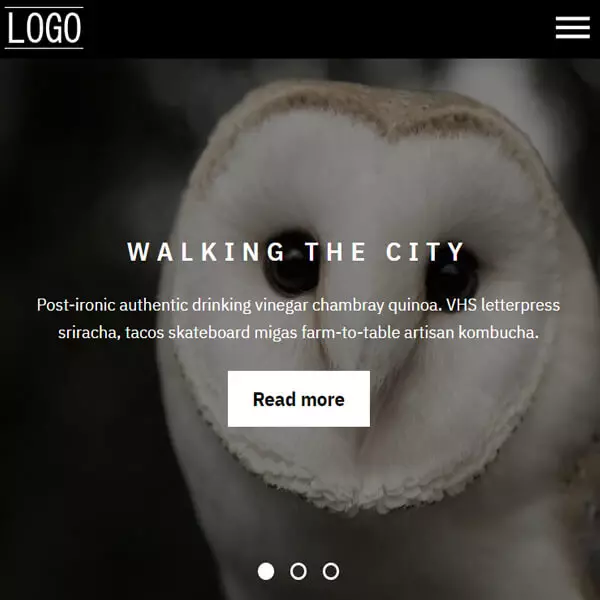 LOGO
WALKING THE CITY
Post-ironic authentic drinking vinegar chambray quinoa. VHS letterpress
sriracha, tacos skateboard migas farm-to-table artisan kombucha.
Read more